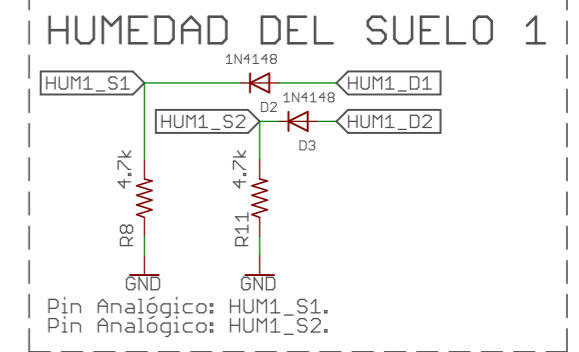 HUMEDAD DEL SUELO 1
1N4148
HUM1_S1
HUM1_D1
D2
1N4148
HUM1_S2
HUM1_D2
D3
4.7k
4.7k
R8
R11
GND
GND
Pin Analógico: HUM1_S1.
Pin Analógico: HUM1_S2.